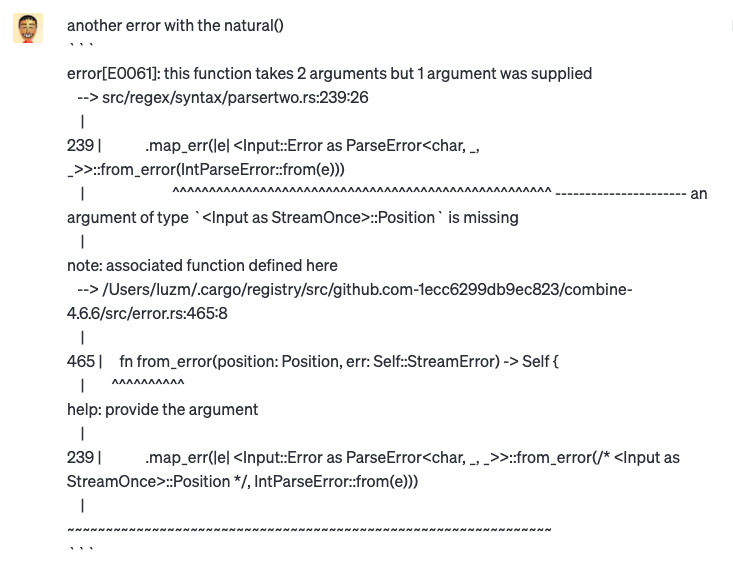 another error with the natural()
```
error[E0061]: this function takes 2 arguments but 1 argument was supplied
--> src/regex/syntax/parsertwo.rs:239:26
|
239 | .map_err(|e| <Input::Error as ParseError<char, _,
_>>::from_error(IntParseError::from(e)))
| ^^^^^^^^^^^^^^^^^^^^^^^^^^^^^^^^^^^^^^^^^^^^^^^^^^^^ ---------------------- an
argument of type `<Input as StreamOnce>::Position` is missing
|
note: associated function defined here
--> /Users/luzm/.cargo/registry/src/github.com-1ecc6299db9ec823/combine-
4.6.6/src/error.rs:465:8
|
465 | fn from_error(position: Position, err: Self::StreamError) -> Self {
| ^^^^^^^^^^
help: provide the argument
|
239 | .map_err(|e| <Input::Error as ParseError<char, _, _>>::from_error(/* <Input as
StreamOnce>::Position */, IntParseError::from(e)))
|
~~~~~~~~~~~~~~~~~~~~~~~~~~~~~~~~~~~~~~~~~~~~~~~~~~~~~~~~~~~~~~~
```